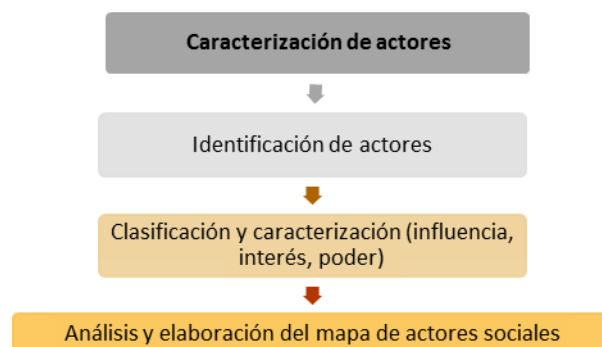 Caracterización de actores
Identificación de actores
Clasificación y caracterización (influencia,
interés, poder)
Análisis y elaboración del mapa de actores sociales